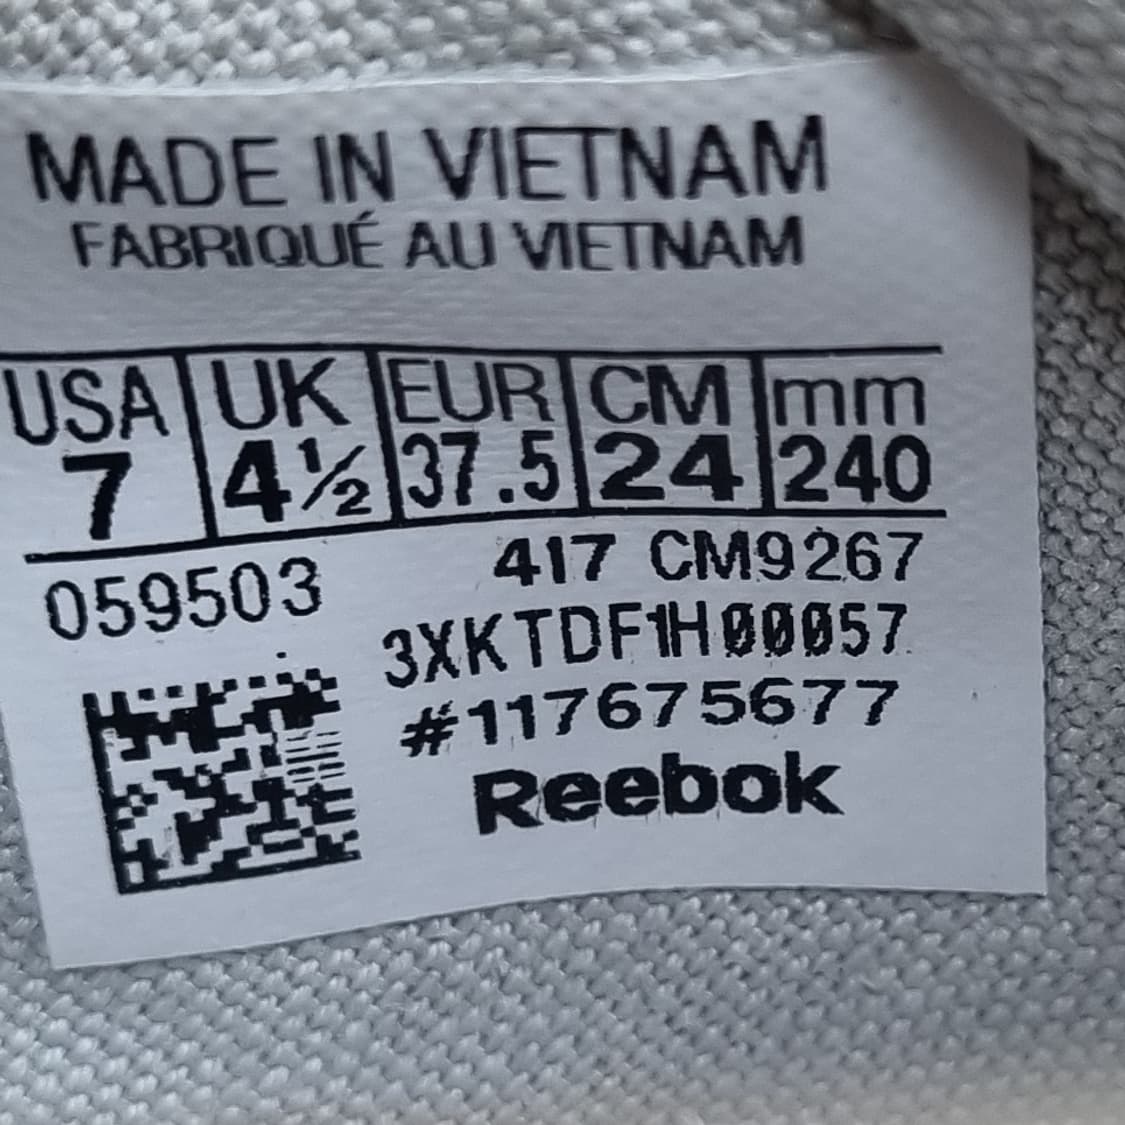 MADE IN VIETNAM
FABRIQUÉ AU VIETNAM
USA UK EUR CM mm
7 4½ 37.5 24 240
059503 417 CM9267
3XKTDF1H00057
#117675677
Reebok